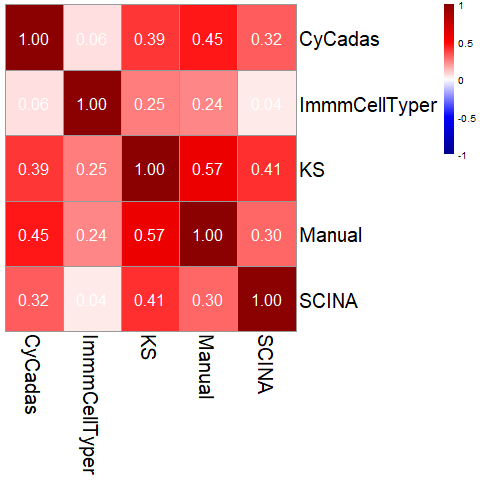 1.00 0.06 0.39 0.45 0.32 CyCadas
0.06 1.00 0.25 0.24 0.04 ImmmCellTyper
0.39 0.25 1.00 0.57 0.41 KS
0.45 0.24 0.57 1.00 0.30 Manual
0.32 0.04 0.41 0.30 1.00 SCINA
CyCadas
ImmmCellTyper
KS
Manual
SCINA
1
0.5
0
-0.5
-1